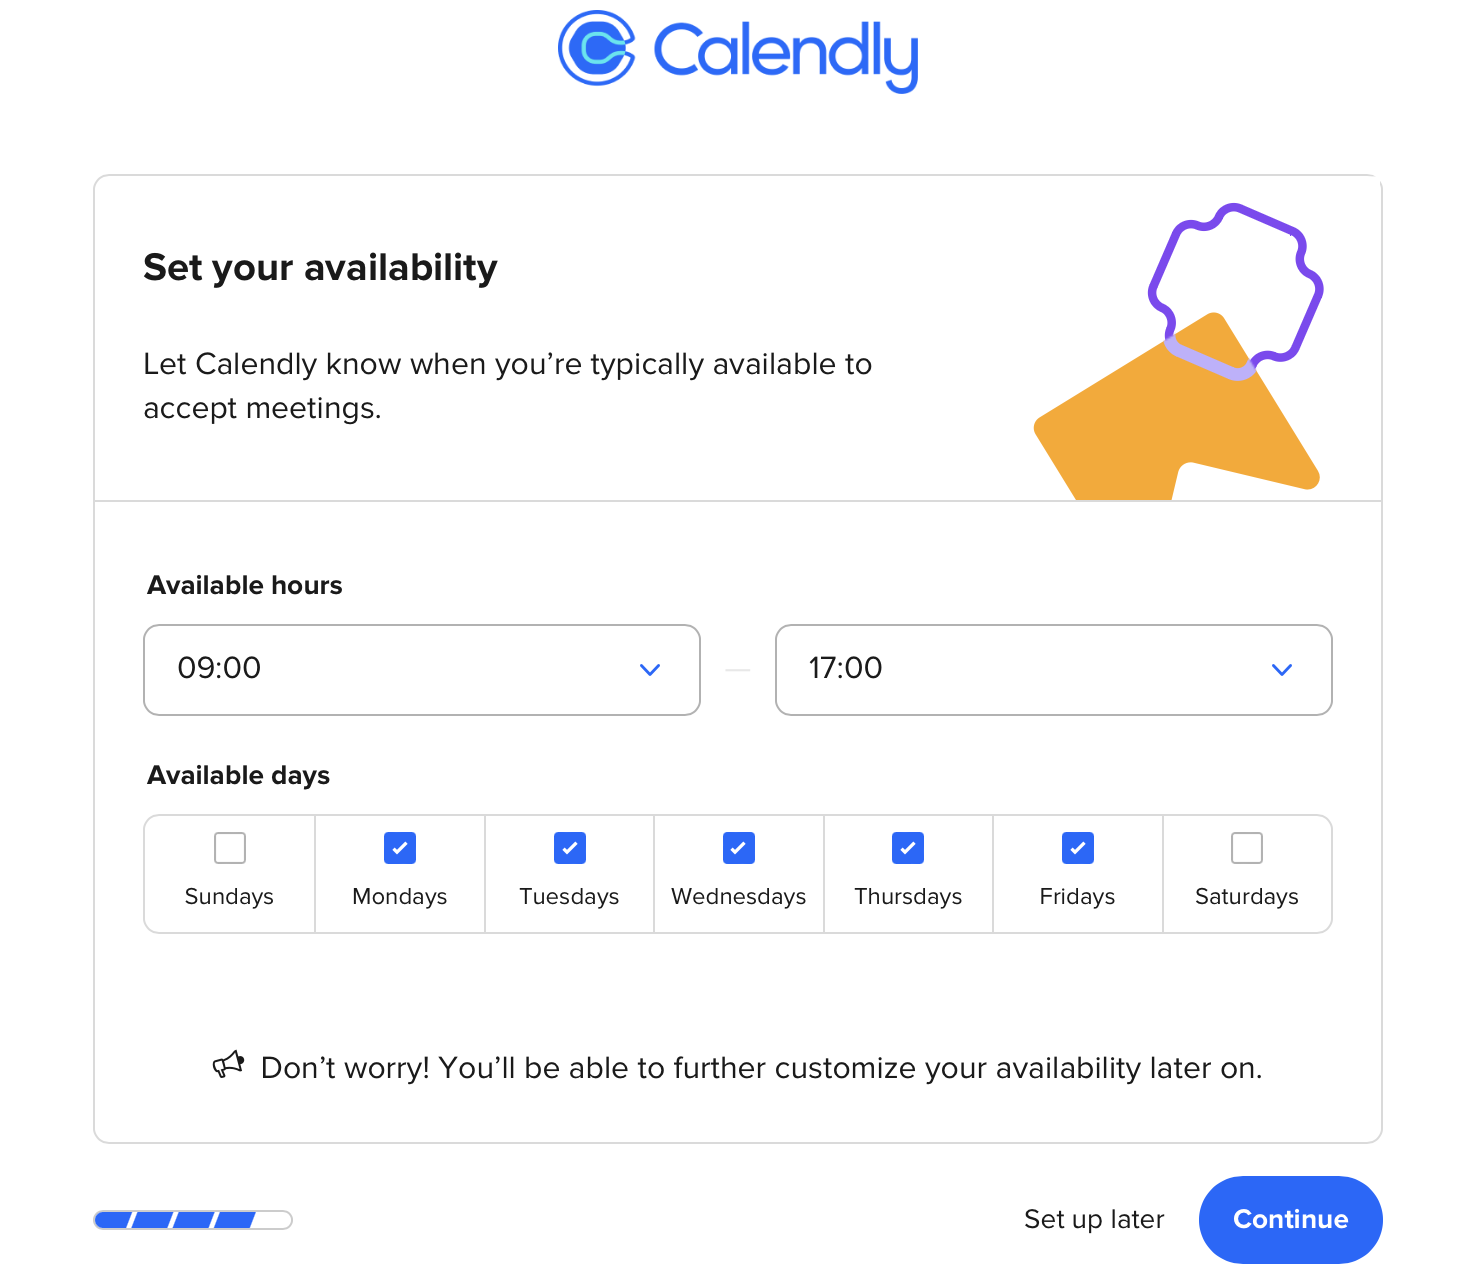 Calendly
Set your availability
Let Calendly know when you’re typically available to
accept meetings.
Available hours
09:00
17:00
Available days
Sundays
Mondays
Tuesdays
Wednesdays
Thursdays
Fridays
Saturdays
Don’t worry! You’ll be able to further customize your availability later on.
Set up later
Continue